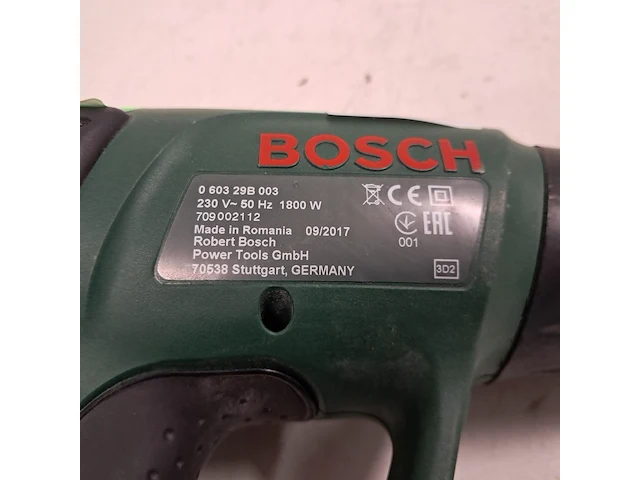 BOSCH
0 603 29B 003
230 V~ 50 Hz 1800 W
709002112
Made in Romania 09/2017
Robert Bosch
Power Tools GmbH
70538 Stuttgart, GERMANY
CE
EAC
001
3D2